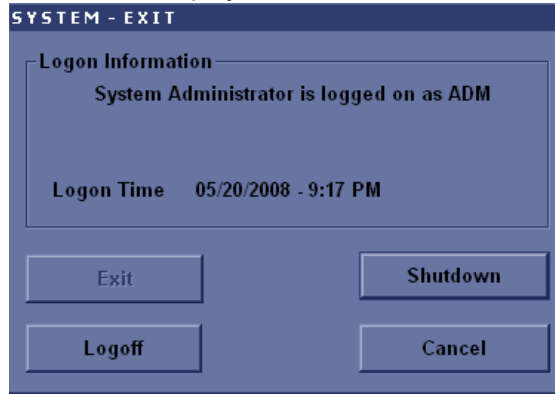 SYSTEM - EXIT
Logon Information
System Administrator is logged on as ADM
Logon Time 05/20/2008 - 9:17 PM
Exit Shutdown
Logoff Cancel